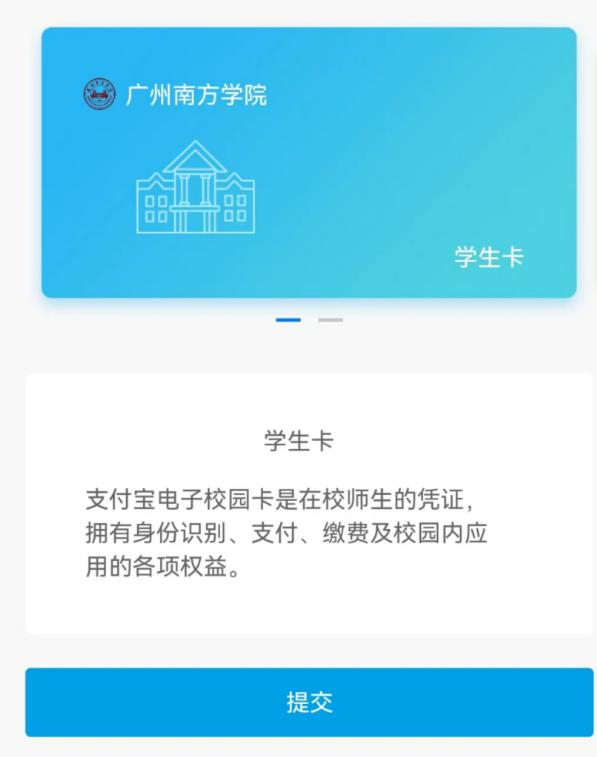 广州南方学院
学生卡
学生卡
支付宝电子校园卡是在校师生的凭证，
拥有身份识别、支付、缴费及校园内应
用的各项权益。
提交